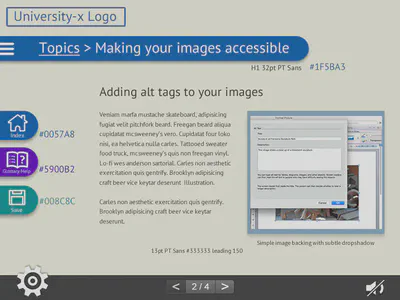 University-x Logo
Topics > Making your images accessible
H1 32pt PT Sans #1F5BA3
Adding alt tags to your images
Veniam marfa mustache skateboard, adipisicing
fugiat velit pitchfork beard. Freegan beard aliqua
cupidatat mcsweeney's vero. Cupidatat four loko
nisi, ea helvetica nulla carles. Tattooed sweater
food truck, mcsweeney's quis non freegan vinyl.
Lo-fi wes anderson sartorial. Carles non aesthetic
exercitation quis gentrify. Brooklyn adipisicing
craft beer vice keytar deserunt Illustration.
Carles non aesthetic exercitation quis gentrify.
Brooklyn adipisicing craft beer vice keytar
deserunt.
Index
#0057A8
Glossary/Help
#5900B2
Save
#008C8C
Simple image backing with subtle dropshadow
13pt PT Sans #333333 leading 150
< 2/4 >